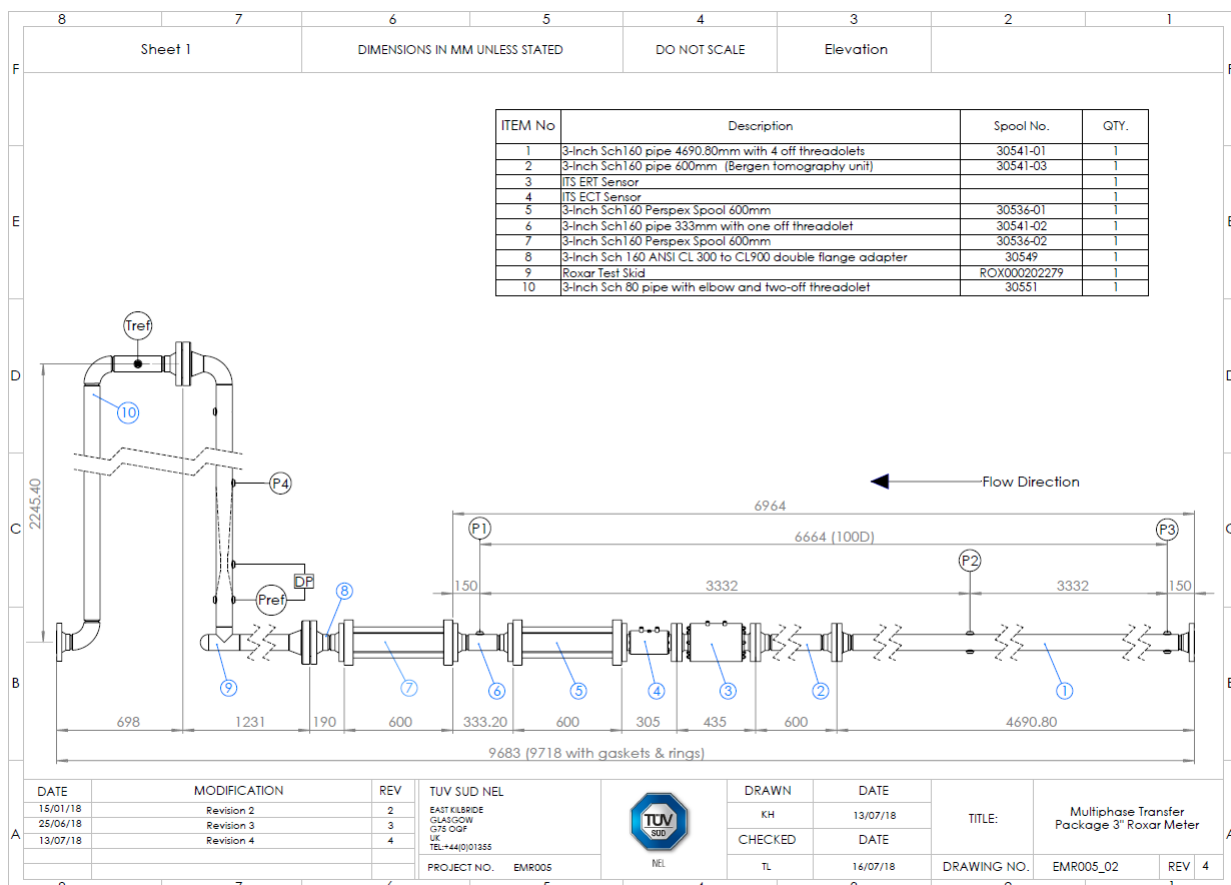 8 7 6 5 4 3 2 1
Sheet 1 DIMENSIONS IN MM UNLESS STATED DO NOT SCALE Elevation
F
ITEM No Description Spool No. QTY.
1 3-Inch Sch160 pipe 4690.80mm with 4 off threadolets 30541-01 1
2 3-Inch Sch160 pipe 600mm (Bergen tomography unit) 30541-03 1
3 ITS ERT Sensor 1
4 ITS ECT Sensor 1
5 3-Inch Sch160 Perspex Spool 600mm 30536-01 1
6 3-Inch Sch160 pipe 333mm with one off threadolet 30541-02 1
7 3-Inch Sch160 Perspex Spool 600mm 30536-02 1
8 3-Inch Sch 160 ANSI CL 300 to CL900 double flange adapter 30549 1
9 Roxar Test Skid ROX000202279 1
10 3-Inch Sch 80 pipe with elbow and two-off threadolet 30551 1
E
Tref
D
10
P4
Flow Direction
2245.40
6964
C
P1
6664 (100D)
P3
P2
DP
150 3332 3332 150
Pref
8
9 7 6 5 4 3 2 1
B
698 1231 190 600 333.20 600 305 435 600 4690.80
9683 (9718 with gaskets & rings)
DATE MODIFICATION REV
15/01/18 Revision 2 2
25/06/18 Revision 3 3
13/07/18 Revision 4 4
TUV SUD NEL
EAST KILBRIDE
GLASGOW
G75 0QF
UK
TEL:+44(0)01355
PROJECT NO. EMR005
TUV
SUD
NEL
DRAWN DATE
KH 13/07/18
CHECKED DATE
TL 16/07/18
TITLE:
Multiphase Transfer
Package 3" Roxar Meter
DRAWING NO. EMR005_02 REV 4
A